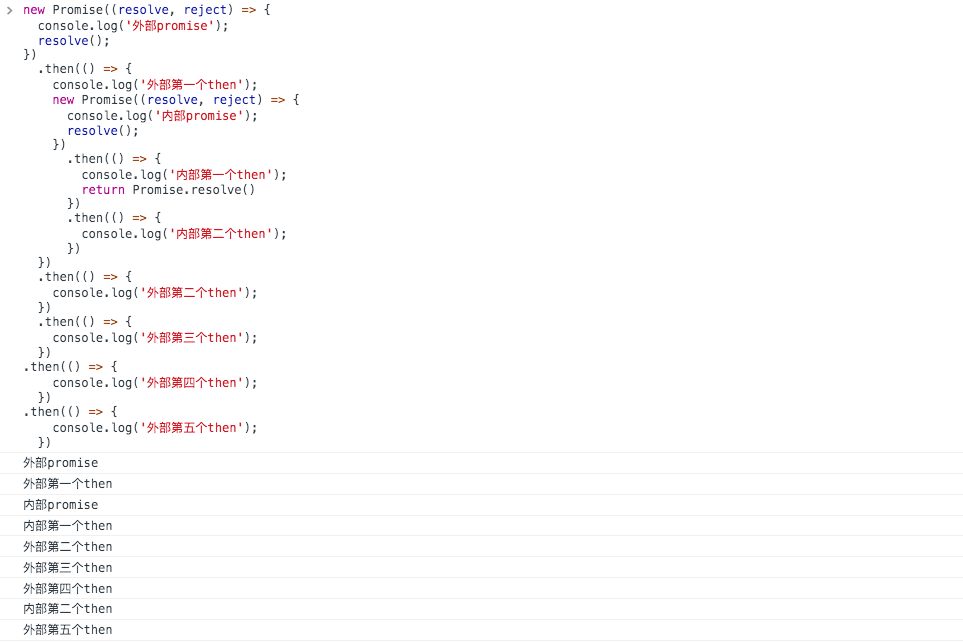 > new Promise((resolve, reject) => {
    console.log('外部promise');
    resolve();
  })
    .then(() => {
      console.log('外部第一个then');
      new Promise((resolve, reject) => {
        console.log('内部promise');
        resolve();
      })
        .then(() => {
          console.log('内部第一个then');
          return Promise.resolve()
        })
        .then(() => {
          console.log('内部第二个then');
        })
    })
    .then(() => {
      console.log('外部第二个then');
    })
    .then(() => {
      console.log('外部第三个then');
    })
  .then(() => {
      console.log('外部第四个then');
    })
  .then(() => {
      console.log('外部第五个then');
    })
外部promise
外部第一个then
内部promise
内部第一个then
外部第二个then
外部第三个then
外部第四个then
内部第二个then
外部第五个then